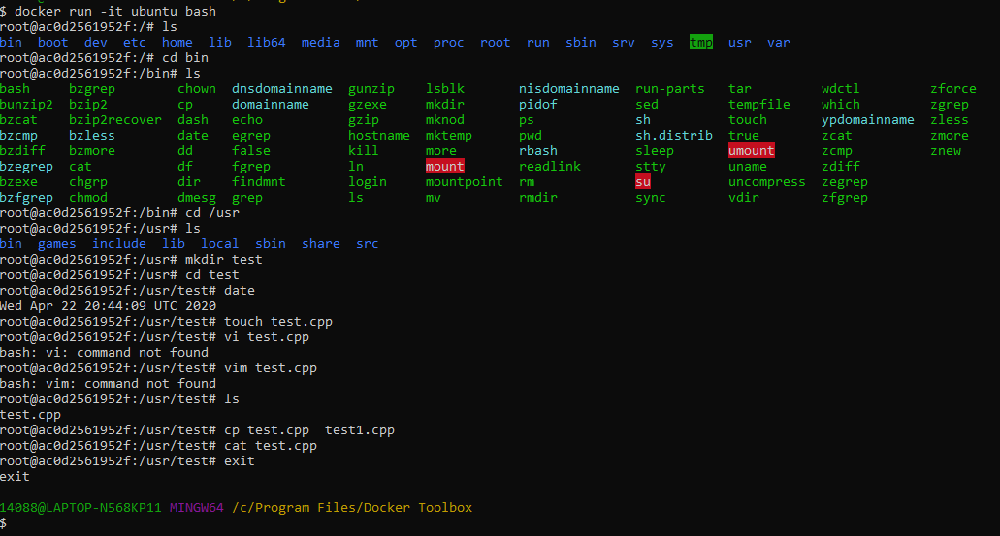 $ docker run -it ubuntu bash
root@ac0d2561952f:/# ls
bin boot dev etc home lib lib64 media mnt opt proc root run sbin srv sys tmp usr var
root@ac0d2561952f:/# cd bin
root@ac0d2561952f:/bin# ls
bash bzgrep chown dnsdomainname gunzip lsblk nisdomainname run-parts tar wdctl zforce
bunzip2 bzip2 cp domainname gzexe mkdir pidof sed tempfile which zgrep
bzcat bzip2recover dash echo gzip mknod ps sh touch ypdomainname zless
bzcmp bzless date egrep hostname mktemp pwd sh.distrib true zcat zmore
bzdiff bzmore dd false kill more rbash sleep umount zcmp znew
bzegrep cat df fgrep ln mount readlink stty uname zdiff
bzexe chgrp dir findmnt login mountpoint rm su uncompress zegrep
bzfgrep chmod dmesg grep ls mv rmdir sync vdir zfgrep
root@ac0d2561952f:/bin# cd /usr
root@ac0d2561952f:/usr# ls
bin games include lib local sbin share src
root@ac0d2561952f:/usr# mkdir test
root@ac0d2561952f:/usr# cd test
root@ac0d2561952f:/usr/test# date
Wed Apr 22 20:44:09 UTC 2020
root@ac0d2561952f:/usr/test# touch test.cpp
root@ac0d2561952f:/usr/test# vi test.cpp
bash: vi: command not found
root@ac0d2561952f:/usr/test# vim test.cpp
bash: vim: command not found
root@ac0d2561952f:/usr/test# ls
test.cpp
root@ac0d2561952f:/usr/test# cp test.cpp  test1.cpp
root@ac0d2561952f:/usr/test# cat test.cpp
root@ac0d2561952f:/usr/test# exit
exit
14088@LAPTOP-N568KP11 MINGW64 /c/Program Files/Docker Toolbox
$